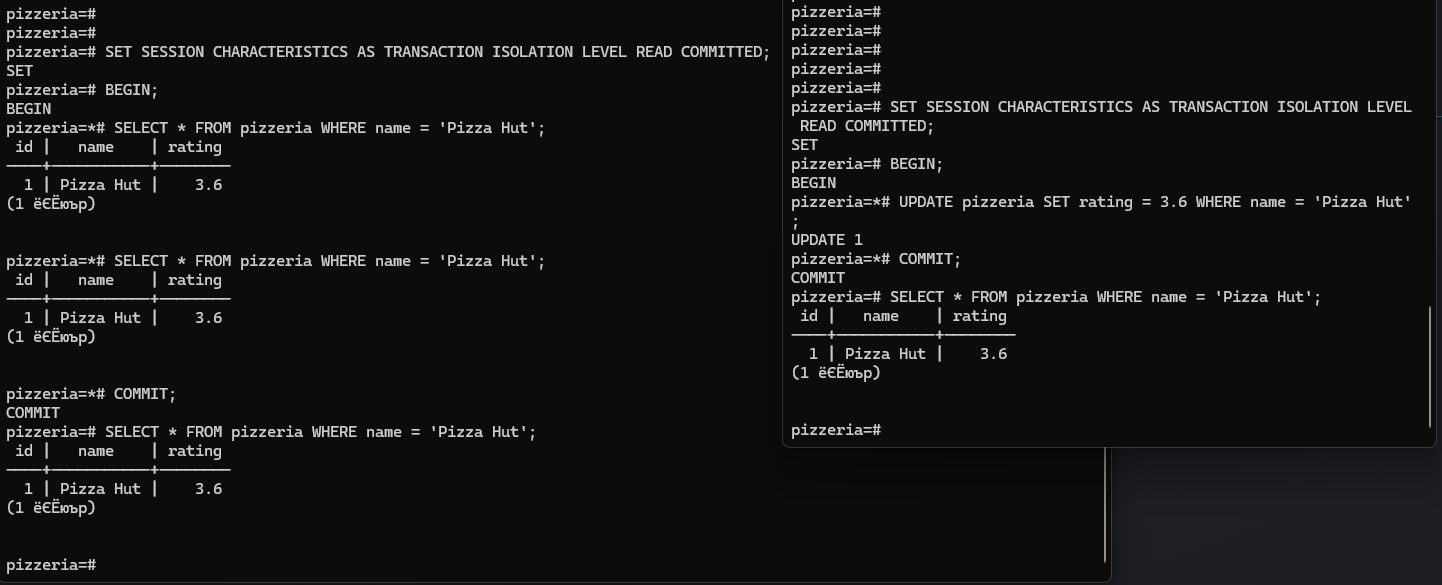 pizzeria=#
pizzeria=#
pizzeria=# SET SESSION CHARACTERISTICS AS TRANSACTION ISOLATION LEVEL READ COMMITTED;
SET
pizzeria=# BEGIN;
BEGIN
pizzeria=*# SELECT * FROM pizzeria WHERE name = 'Pizza Hut';
 id |   name    | rating
----+-----------+--------
  1 | Pizza Hut |    3.6
(1 ёЄЁюър)
pizzeria=*# SELECT * FROM pizzeria WHERE name = 'Pizza Hut';
 id |   name    | rating
----+-----------+--------
  1 | Pizza Hut |    3.6
(1 ёЄЁюър)
pizzeria=*# COMMIT;
COMMIT
pizzeria=# SELECT * FROM pizzeria WHERE name = 'Pizza Hut';
 id |   name    | rating
----+-----------+--------
  1 | Pizza Hut |    3.6
(1 ёЄЁюър)
pizzeria=#
pizzeria=#
pizzeria=#
pizzeria=#
pizzeria=#
pizzeria=#
pizzeria=# SET SESSION CHARACTERISTICS AS TRANSACTION ISOLATION LEVEL
 READ COMMITTED;
SET
pizzeria=# BEGIN;
BEGIN
pizzeria=*# UPDATE pizzeria SET rating = 3.6 WHERE name = 'Pizza Hut'
;
UPDATE 1
pizzeria=*# COMMIT;
COMMIT
pizzeria=# SELECT * FROM pizzeria WHERE name = 'Pizza Hut';
 id |   name    | rating
----+-----------+--------
  1 | Pizza Hut |    3.6
(1 ёЄЁюър)
pizzeria=#